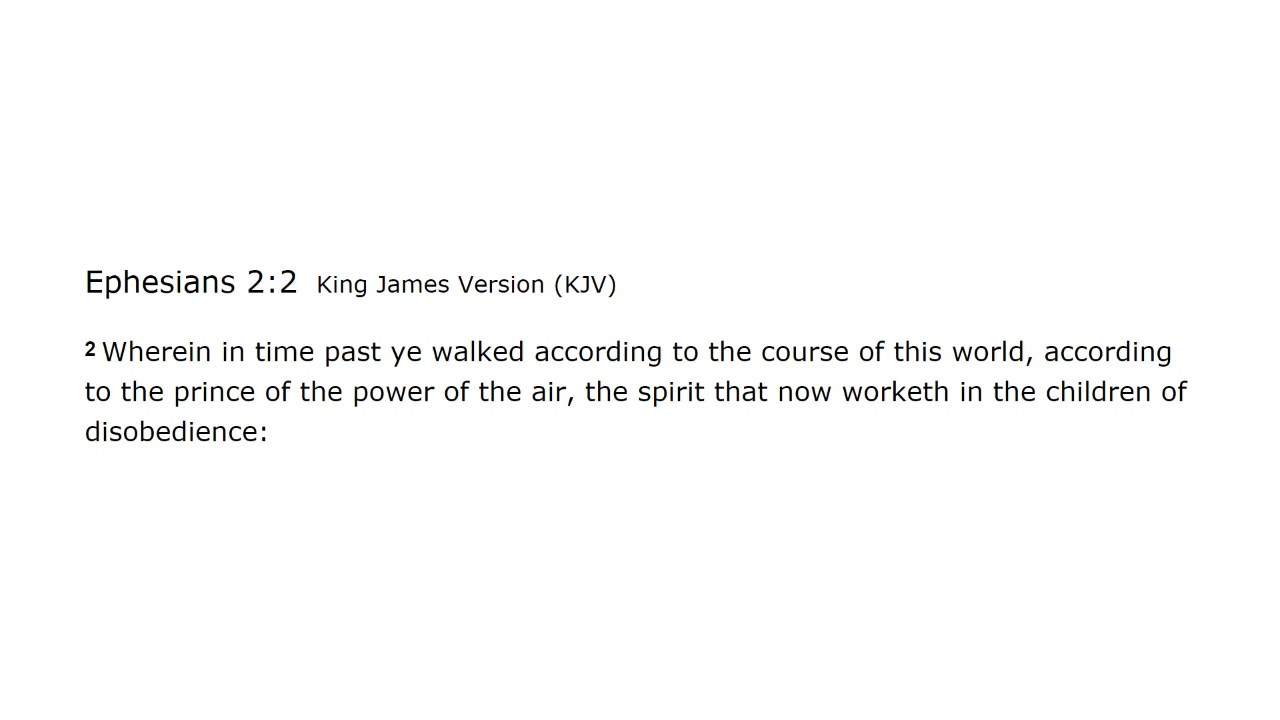 Ephesians 2:2 King James Version (KJV)
2 Wherein in time past ye walked according to the course of this world, according
to the prince of the power of the air, the spirit that now worketh in the children of
disobedience: